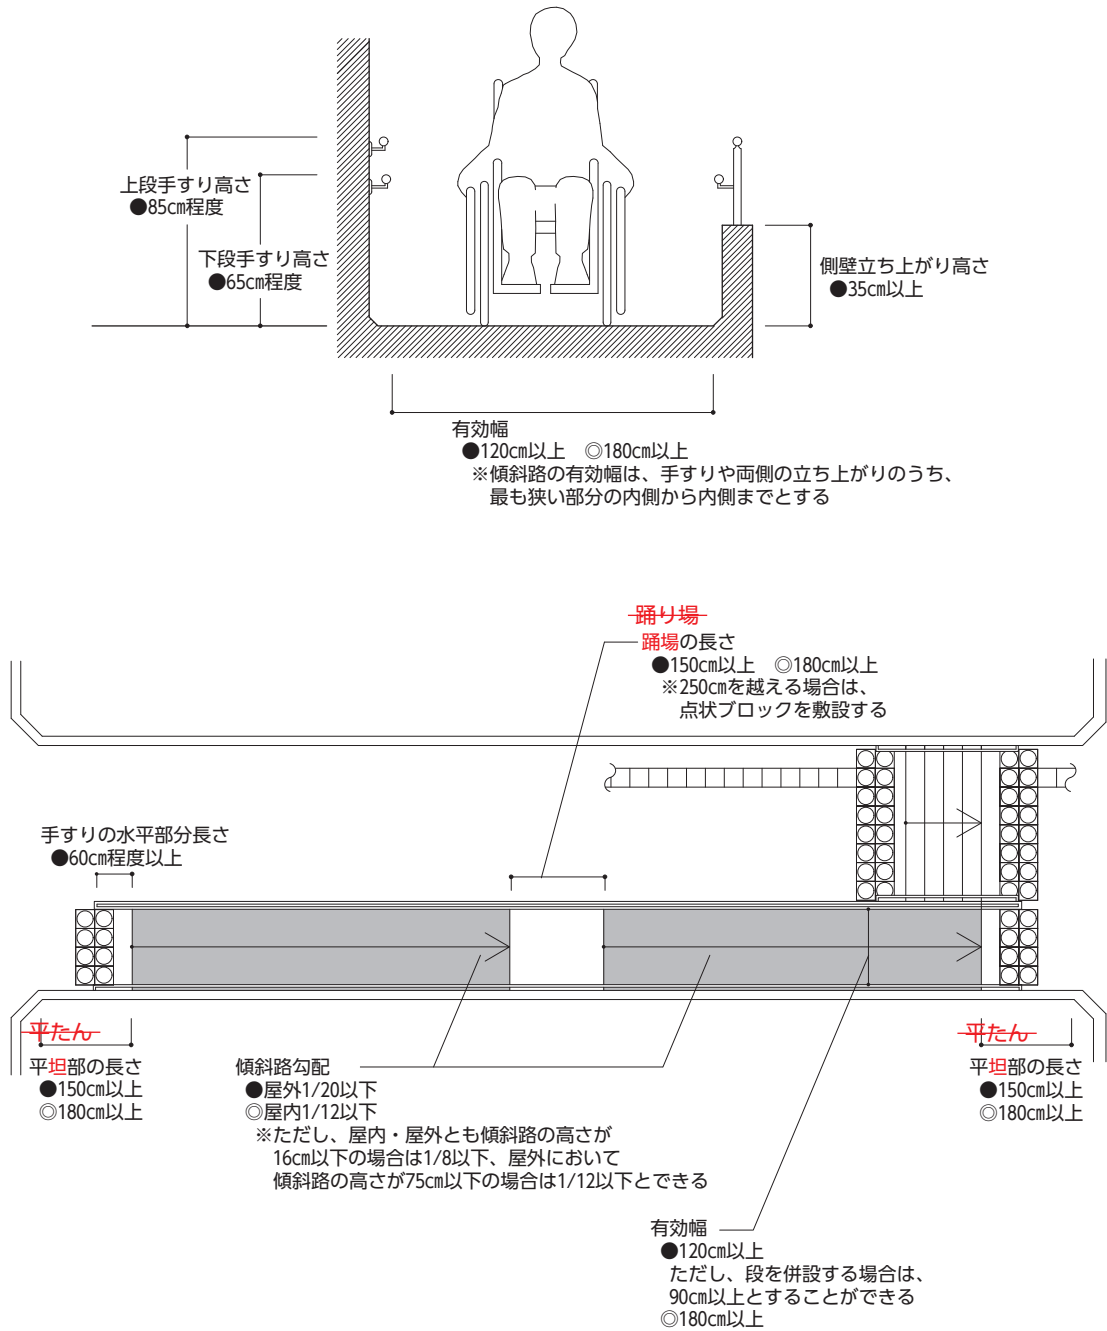 上段手すり高さ
●85㎝程度
下段手すり高さ
●65㎝程度
側壁立ち上がり高さ
●35㎝以上
有効幅
●120㎝以上 ◎180㎝以上
※傾斜路の有効幅は、手すりや両側の立ち上がりのうち、
最も狭い部分の内側から内側までとする
踊り場
踊場の長さ
●150㎝以上 ◎180㎝以上
※250㎝を越える場合は、
点状ブロックを敷設する
手すりの水平部分長さ
●60㎝程度以上
平たん
平坦部の長さ
●150㎝以上
◎180㎝以上
傾斜路勾配
●屋外1/20以下
◎屋内1/12以下
※ただし、屋内・屋外とも傾斜路の高さが
16㎝以下の場合は1/8以下、屋外において
傾斜路の高さが75㎝以下の場合は1/12以下とできる
平たん
平坦部の長さ
●150㎝以上
◎180㎝以上
有効幅
●120㎝以上
ただし、段を併設する場合は、
90㎝以上とすることができる
◎180㎝以上